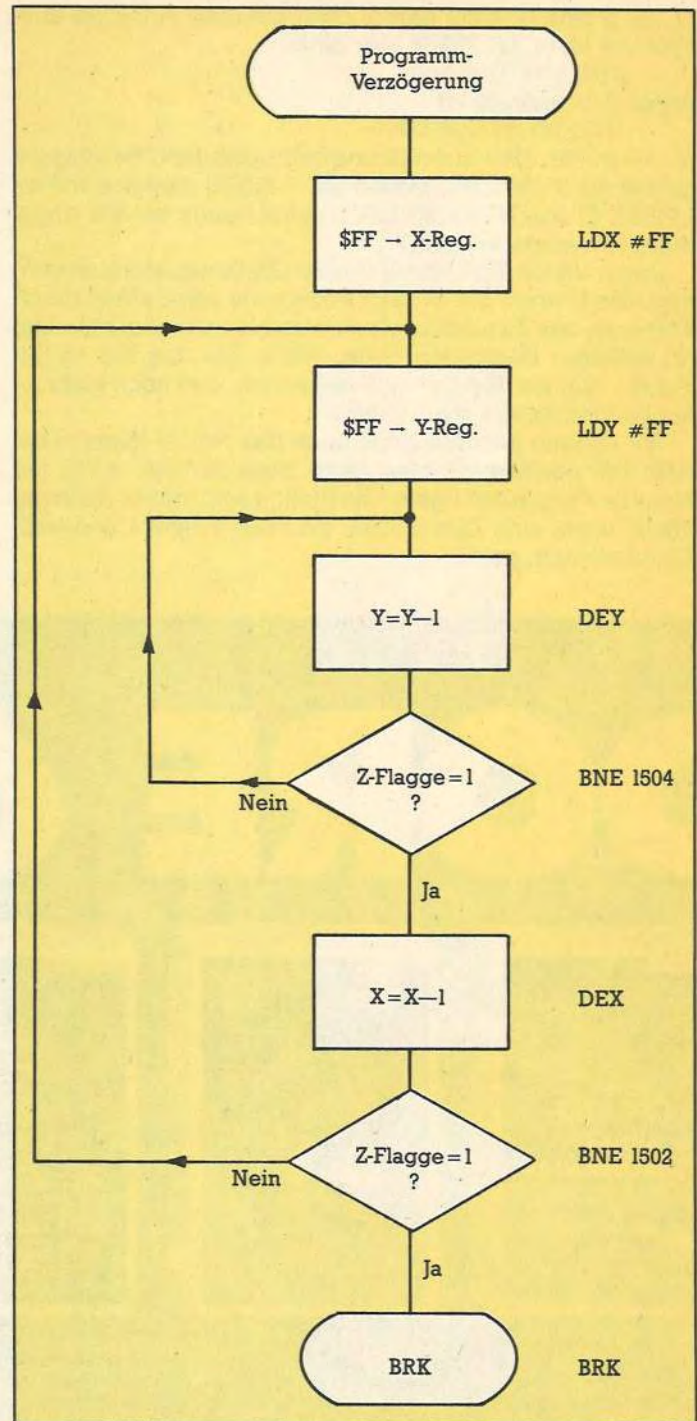 Programm-
Verzögerung
$FF → X-Reg.
LDX #FF
$FF → Y-Reg.
LDY #FF
Y=Y—1
DEY
Z-Flagge=1
?
BNE 1504
Nein
Ja
X=X—1
DEX
Z-Flagge=1
?
BNE 1502
Nein
Ja
BRK
BRK